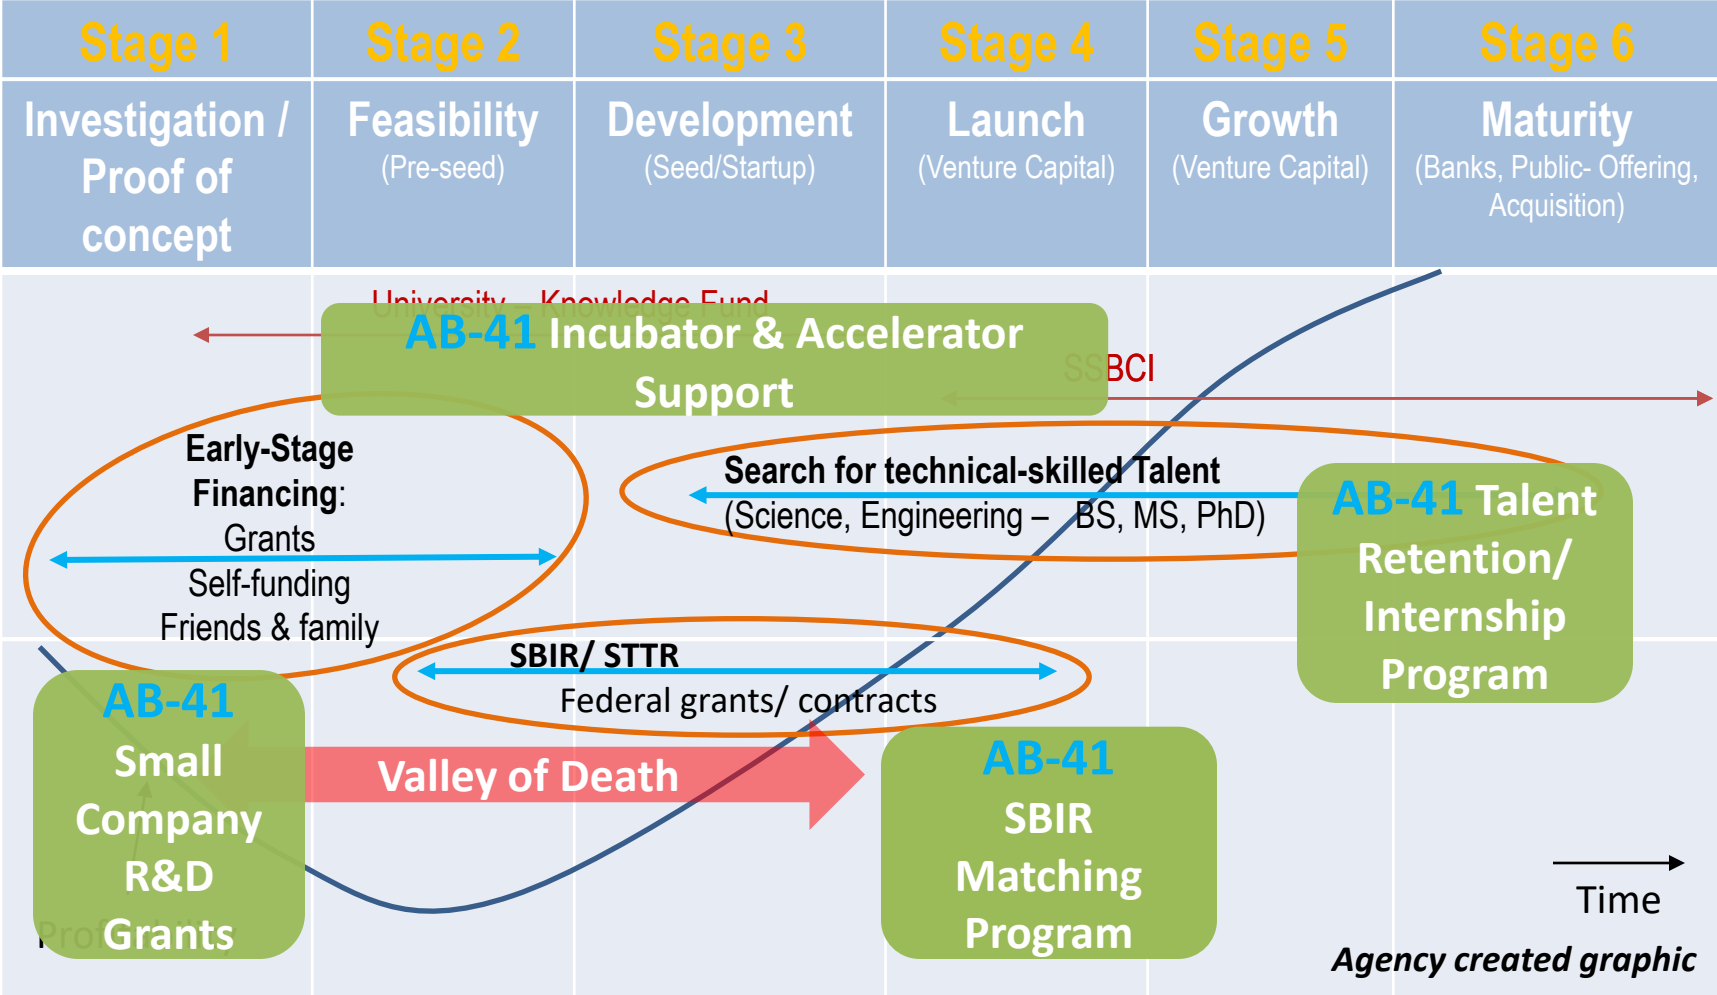 Stage 1
Stage 2
Stage 3
Stage 4
Stage 5
Stage 6
Investigation /
Proof of
concept
Feasibility
(Pre-seed)
Development
(Seed/Startup)
Launch
(Venture Capital)
Growth
(Venture Capital)
Maturity
(Banks, Public- Offering,
Acquisition)
University – Knowledge Fund
AB-41 Incubator & Accelerator
Support
SSBCI
Early-Stage
Financing:
Grants
Self-funding
Friends & family
Search for technical-skilled Talent
(Science, Engineering – BS, MS, PhD)
AB-41 Talent
Retention/
Internship
Program
SBIR/ STTR
Federal grants/ contracts
AB-41
Small
Company
R&D
Grants
Valley of Death
AB-41
SBIR
Matching
Program
Time
Agency created graphic